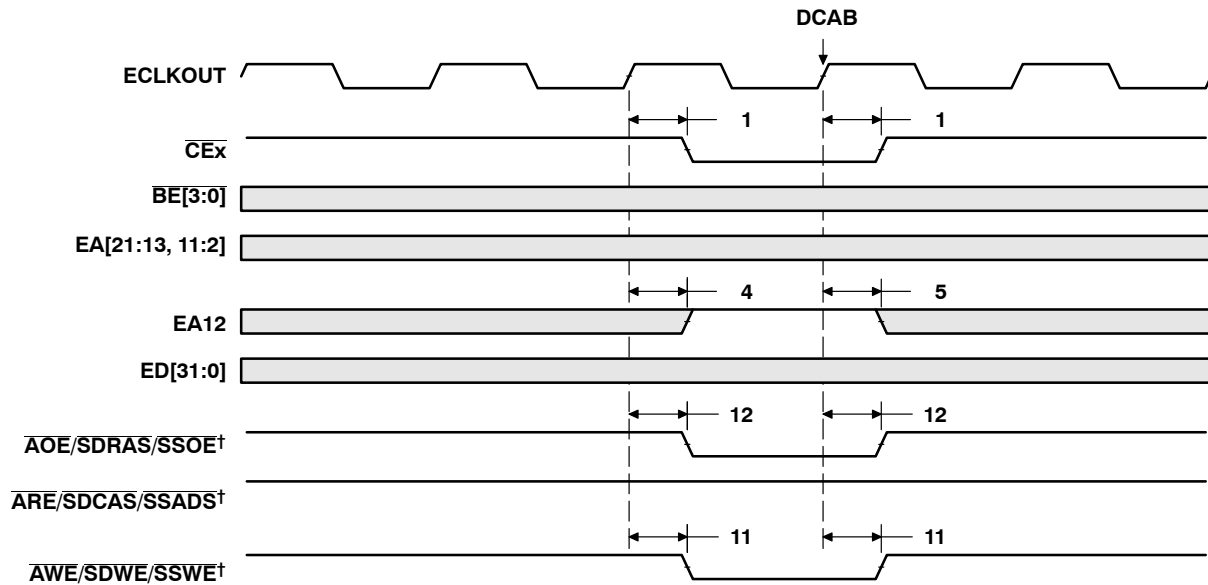 DCAB
ECLKOUT
1 1
CEx
BE[3:0]
EA[21:13, 11:2]
4 5
EA12
ED[31:0]
12 12
AOE/SDRAS/SSOE†
ARE/SDCAS/SSADS†
11 11
AWE/SDWE/SSWE†